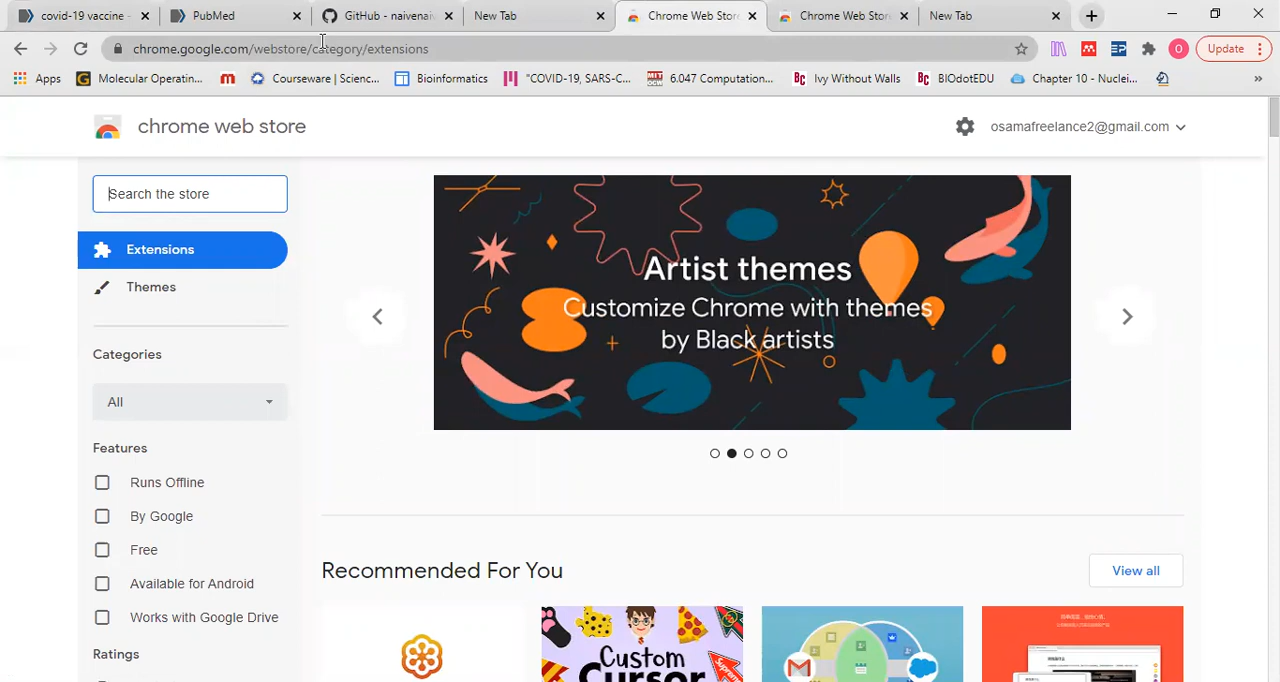 covid-19 vaccine -
PubMed
GitHub - naivenai
New Tab
Chrome Web Store
Chrome Web Store
New Tab
chrome.google.com/webstore/category/extensions
O
Update
Apps
Molecular Operatin...
Courseware | Scienc...
Bioinformatics
"COVID-19, SARS-C...
6.047 Computation...
Ivy Without Walls
BIOdotEDU
Chapter 10 - Nuclei...
»
chrome web store
osamafreelance2@gmail.com
Search the store
Extensions
Themes
Categories
All
Features
Runs Offline
By Google
Free
Available for Android
Works with Google Drive
Ratings
Artist themes
Customize Chrome with themes
by Black artists
Recommended For You
View all
Custom
Cursor